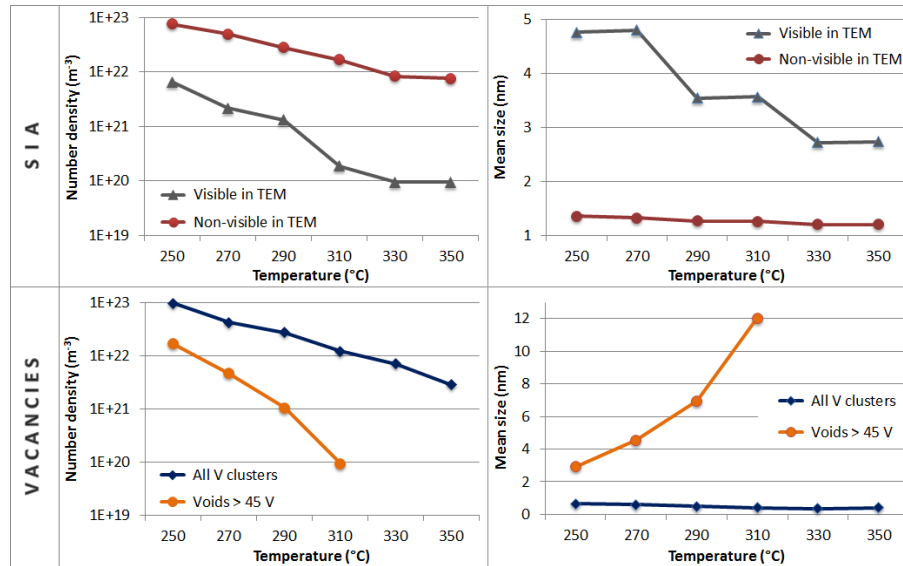 SIA
Number density (m⁻³)
1E+23
1E+22
1E+21
1E+20
1E+19
Visible in TEM
Non-visible in TEM
250 270 290 310 330 350
Temperature (°C)
Mean size (nm)
5
4
3
2
1
Visible in TEM
Non-visible in TEM
250 270 290 310 330 350
Temperature (°C)
VACANCIES
Number density (m⁻³)
1E+23
1E+22
1E+21
1E+20
1E+19
All V clusters
Voids > 45 V
250 270 290 310 330 350
Temperature (°C)
Mean size (nm)
12
10
8
6
4
2
0
All V clusters
Voids > 45 V
250 270 290 310 330 350
Temperature (°C)